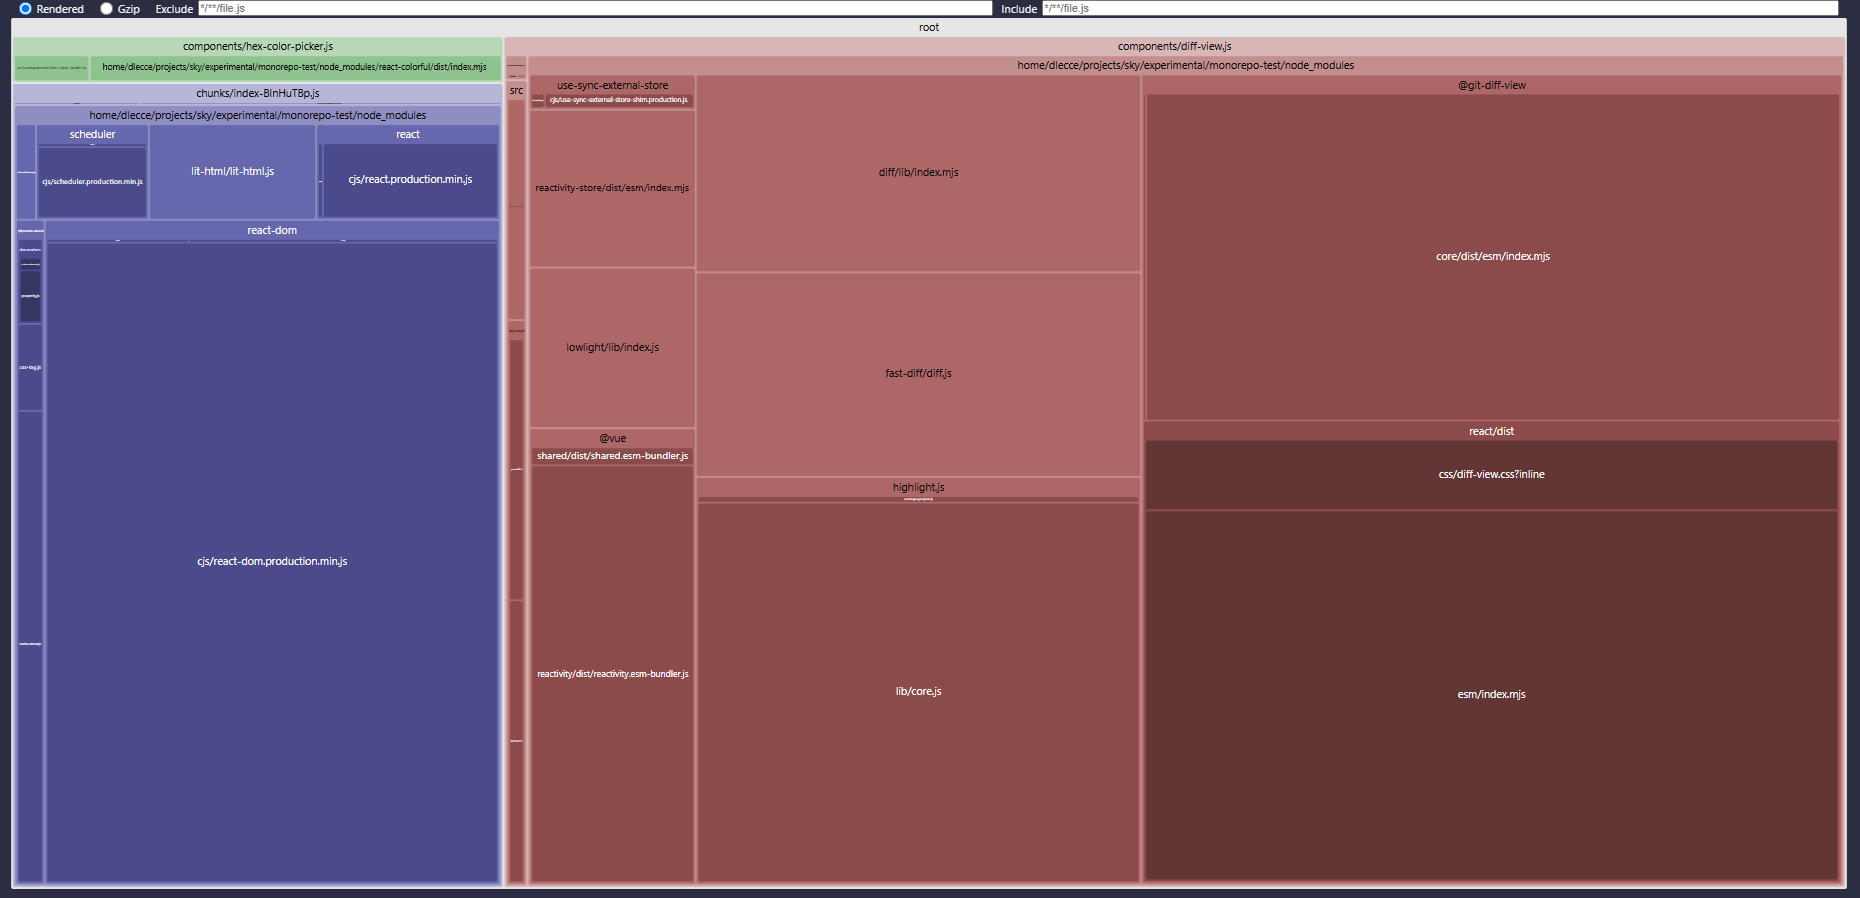 Rendered Gzip Exclude */**/file.js Include */**/file.js
root
components/hex-color-picker.js
home/dlecce/projects/sky/experimental/monorepo-test/node_modules/react-colorful/dist/index.mjs
chunks/index-BInHuTBp.js
home/dlecce/projects/sky/experimental/monorepo-test/node_modules
scheduler
cjs/scheduler.production.min.js
lit-html/lit-html.js
react
cjs/react.production.min.js
css-tag.js
react-dom
cjs/react-dom.production.min.js
components/diff-view.js
src
home/dlecce/projects/sky/experimental/monorepo-test/node_modules
use-sync-external-store
cjs/use-sync-external-store-shim.production.js
reactivity-store/dist/esm/index.mjs
lowlight/lib/index.js
@vue
shared/dist/shared.esm-bundler.js
reactivity/dist/reactivity.esm-bundler.js
diff/lib/index.mjs
fast-diff/diff.js
highlight.js
lib/core.js
@git-diff-view
core/dist/esm/index.mjs
react/dist
css/diff-view.css?inline
esm/index.mjs